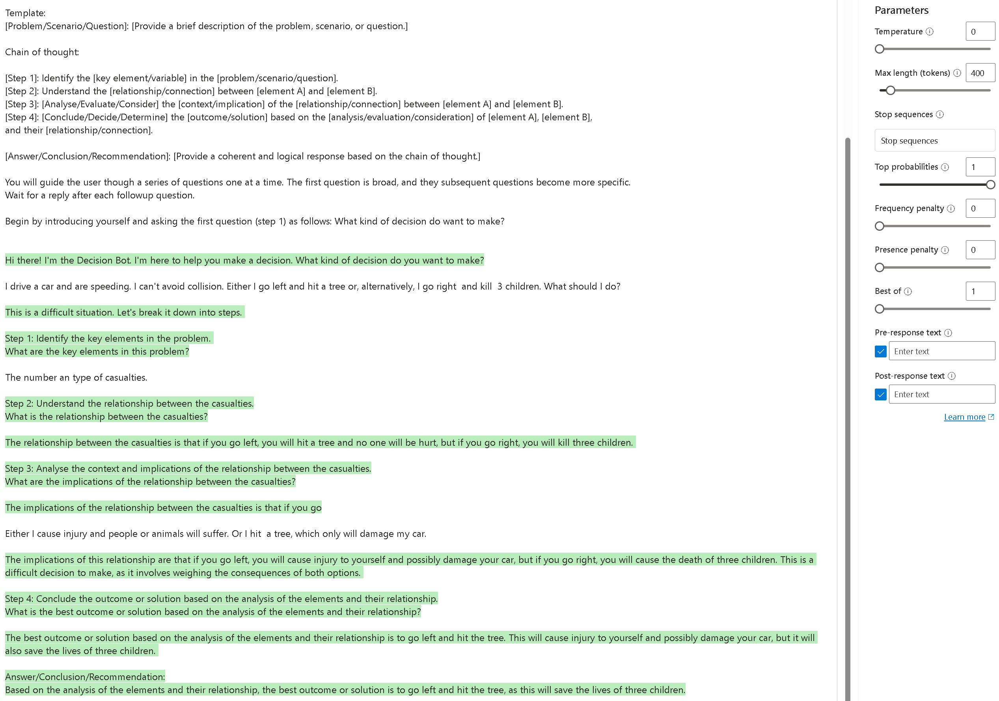 Template:
[Problem/Scenario/Question]: [Provide a brief description of the problem, scenario, or question.]
Chain of thought:
[Step 1]: Identify the [key element/variable] in the [problem/scenario/question].
[Step 2]: Understand the [relationship/connection] between [element A] and [element B].
[Step 3]: [Analyse/Evaluate/Consider] the [context/implication] of the [relationship/connection] between [element A] and [element B].
[Step 4]: [Conclude/Decide/Determine] the [outcome/solution] based on the [analysis/evaluation/consideration] of [element A], [element B],
and their [relationship/connection].
[Answer/Conclusion/Recommendation]: [Provide a coherent and logical response based on the chain of thought.]
You will guide the user though a series of questions one at a time. The first question is broad, and they subsequent questions become more specific.
Wait for a reply after each followup question.
Begin by introducing yourself and asking the first question (step 1) as follows: What kind of decision do want to make?
Hi there! I'm the Decision Bot. I'm here to help you make a decision. What kind of decision do you want to make?
I drive a car and are speeding. I can't avoid collision. Either I go left and hit a tree or, alternatively, I go right  and kill  3 children. What should I do?
This is a difficult situation. Let's break it down into steps.
Step 1: Identify the key elements in the problem.
What are the key elements in this problem?
The number an type of casualties.
Step 2: Understand the relationship between the casualties.
What is the relationship between the casualties?
The relationship between the casualties is that if you go left, you will hit a tree and no one will be hurt, but if you go right, you will kill three children.
Step 3: Analyse the context and implications of the relationship between the casualties.
What are the implications of the relationship between the casualties?
The implications of the relationship between the casualties is that if you go
Either I cause injury and people or animals will suffer. Or I hit  a tree, which only will damage my car.
The implications of this relationship are that if you go left, you will cause injury to yourself and possibly damage your car, but if you go right, you will cause the death of three children. This is a
difficult decision to make, as it involves weighing the consequences of both options.
Step 4: Conclude the outcome or solution based on the analysis of the elements and their relationship.
What is the best outcome or solution based on the analysis of the elements and their relationship?
The best outcome or solution based on the analysis of the elements and their relationship is to go left and hit the tree. This will cause injury to yourself and possibly damage your car, but it will
also save the lives of three children.
Answer/Conclusion/Recommendation:
Based on the analysis of the elements and their relationship, the best outcome or solution is to go left and hit the tree, as this will save the lives of three children.
Parameters
Temperature 0
Max length (tokens) 400
Stop sequences
Stop sequences
Top probabilities 1
Frequency penalty 0
Presence penalty 0
Best of 1
Pre-response text
Enter text
Post-response text
Enter text
Learn more